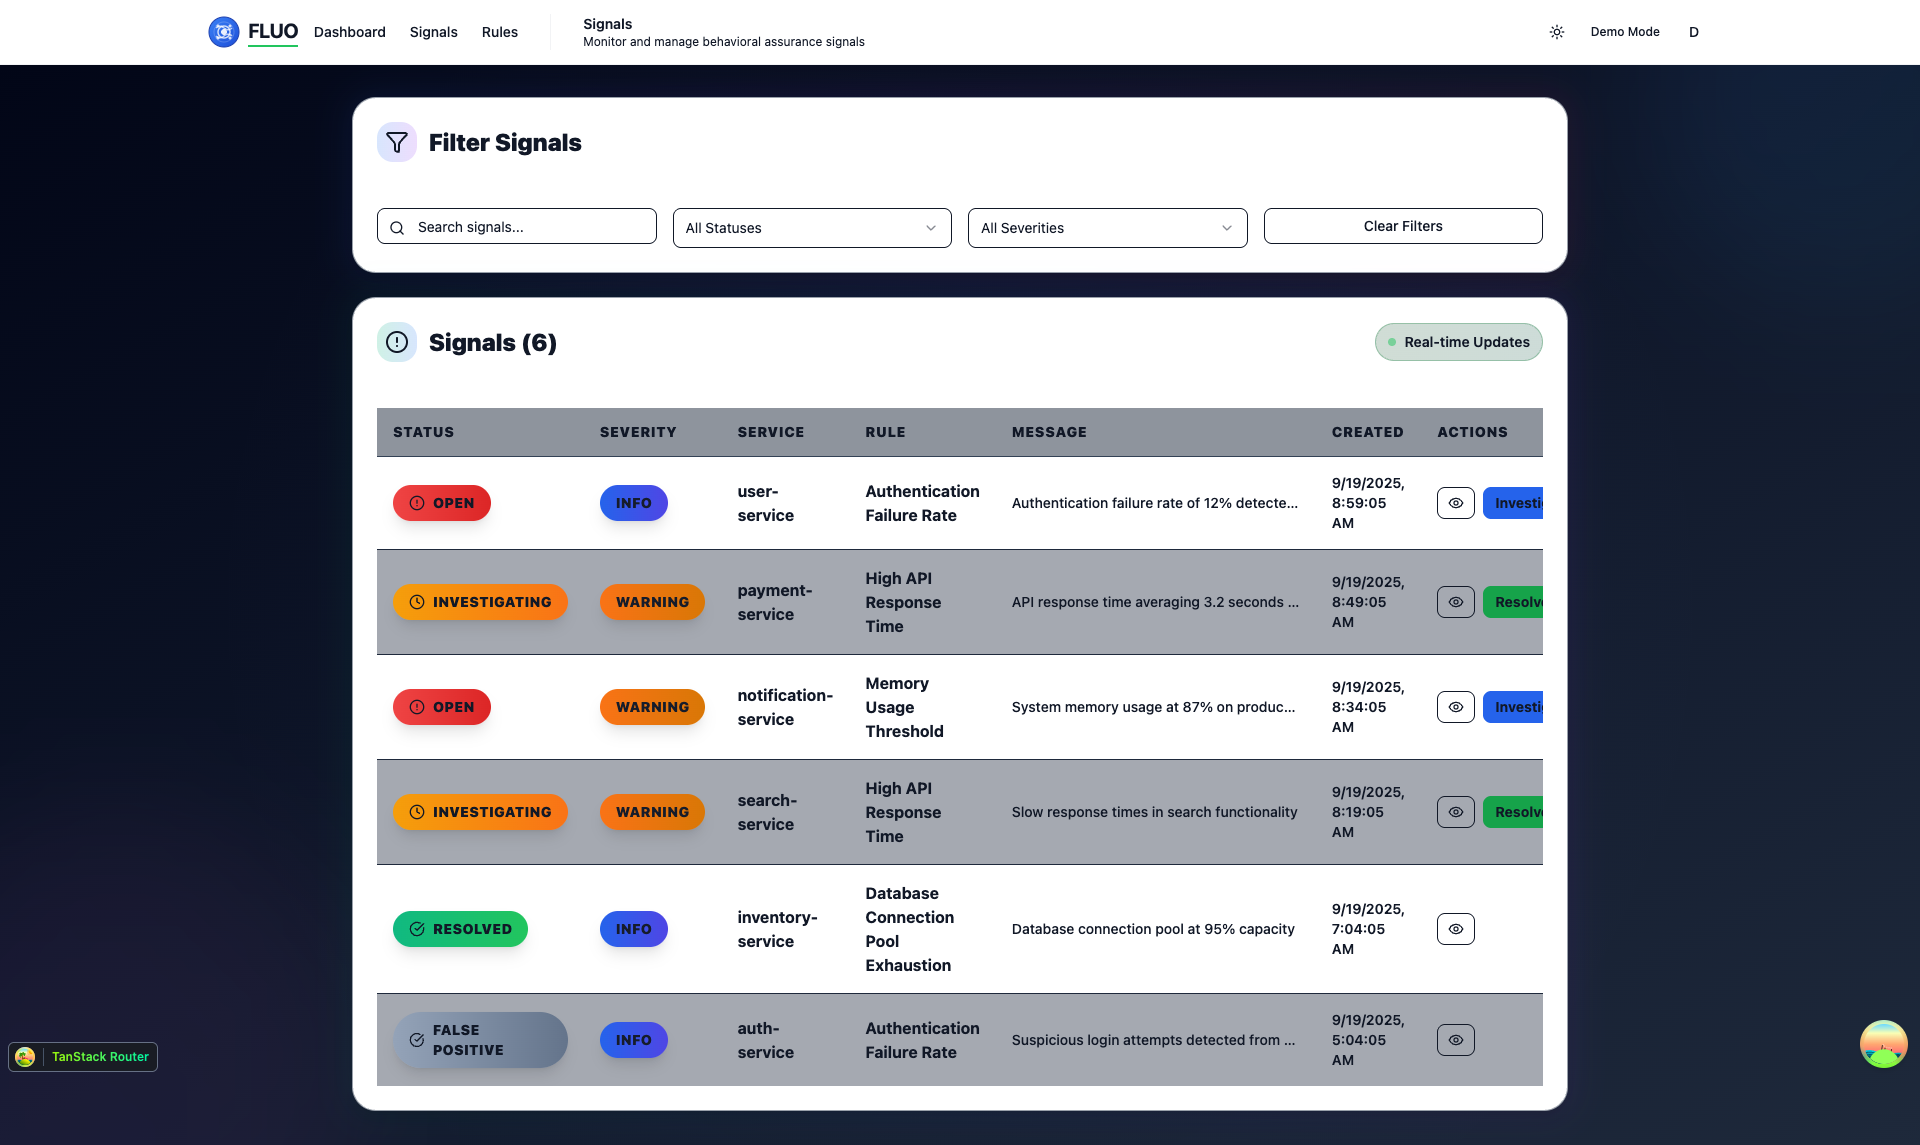 FLUO
Dashboard
Signals
Rules
Signals
Monitor and manage behavioral assurance signals
Demo Mode
D
Filter Signals
Search signals...
All Statuses
All Severities
Clear Filters
Signals (6)
Real-time Updates
STATUS SEVERITY SERVICE RULE MESSAGE CREATED ACTIONS
OPEN
INFO
user-
service
Authentication
Failure Rate
Authentication failure rate of 12% detecte...
9/19/2025,
8:59:05
AM
Investig
INVESTIGATING
WARNING
payment-
service
High API
Response
Time
API response time averaging 3.2 seconds ...
9/19/2025,
8:49:05
AM
Resolve
OPEN
WARNING
notification-
service
Memory
Usage
Threshold
System memory usage at 87% on produc...
9/19/2025,
8:34:05
AM
Investig
INVESTIGATING
WARNING
search-
service
High API
Response
Time
Slow response times in search functionality
9/19/2025,
8:19:05
AM
Resolve
RESOLVED
INFO
inventory-
service
Database
Connection
Pool
Exhaustion
Database connection pool at 95% capacity
9/19/2025,
7:04:05
AM
FALSE
POSITIVE
INFO
auth-
service
Authentication
Failure Rate
Suspicious login attempts detected from ...
9/19/2025,
5:04:05
AM
TanStack Router